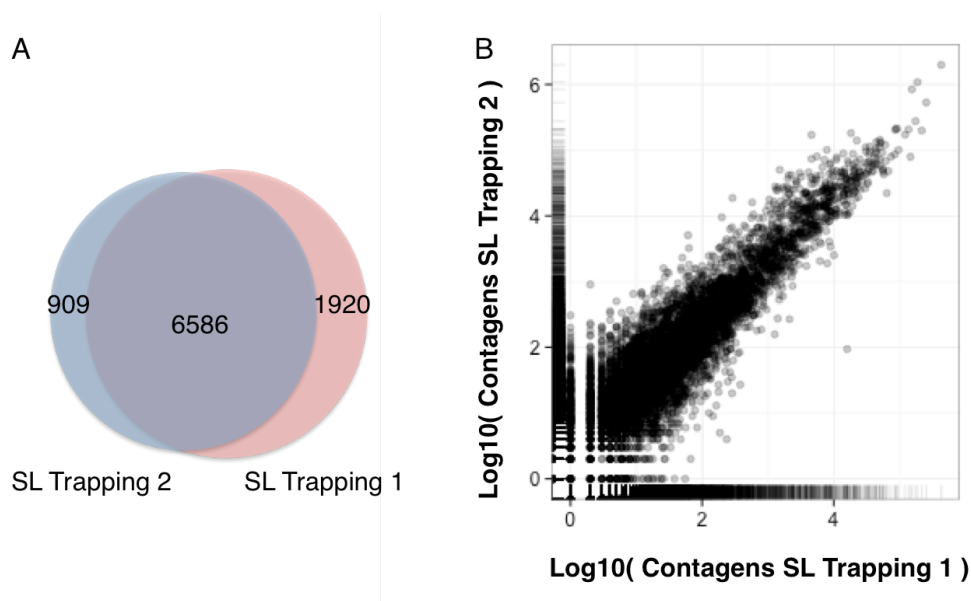 A
909
6586
1920
SL Trapping 2
SL Trapping 1
B
Log10( Contagens SL Trapping 2 )
6
4
2
0
0
2
4
Log10( Contagens SL Trapping 1 )